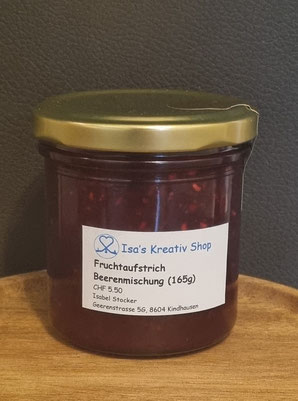 Isa's Kreativ Shop
Fruchtaufstrich
Beerenmischung (165g)
CHF 5.50
Isabel Stocker
Geerenstrasse 5G, 8604 Kindhausen